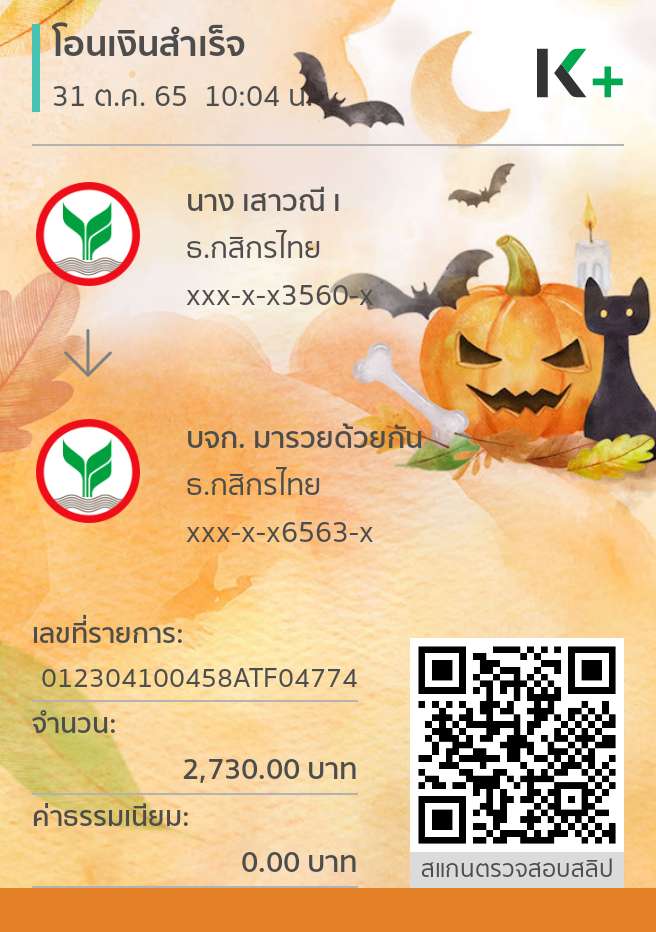 โอนเงินสำเร็จ
31 ต.ค. 65 10:04 น.
K+
นาง เสาวณี เ
ธ.กสิกรไทย
xxx-x-x3560-x
บจก. มารวยด้วยกัน
ธ.กสิกรไทย
xxx-x-x6563-x
เลขที่รายการ:
012304100458ATF04774
จำนวน:
2,730.00 บาท
ค่าธรรมเนียม:
0.00 บาท
สแกนตรวจสอบสลิป